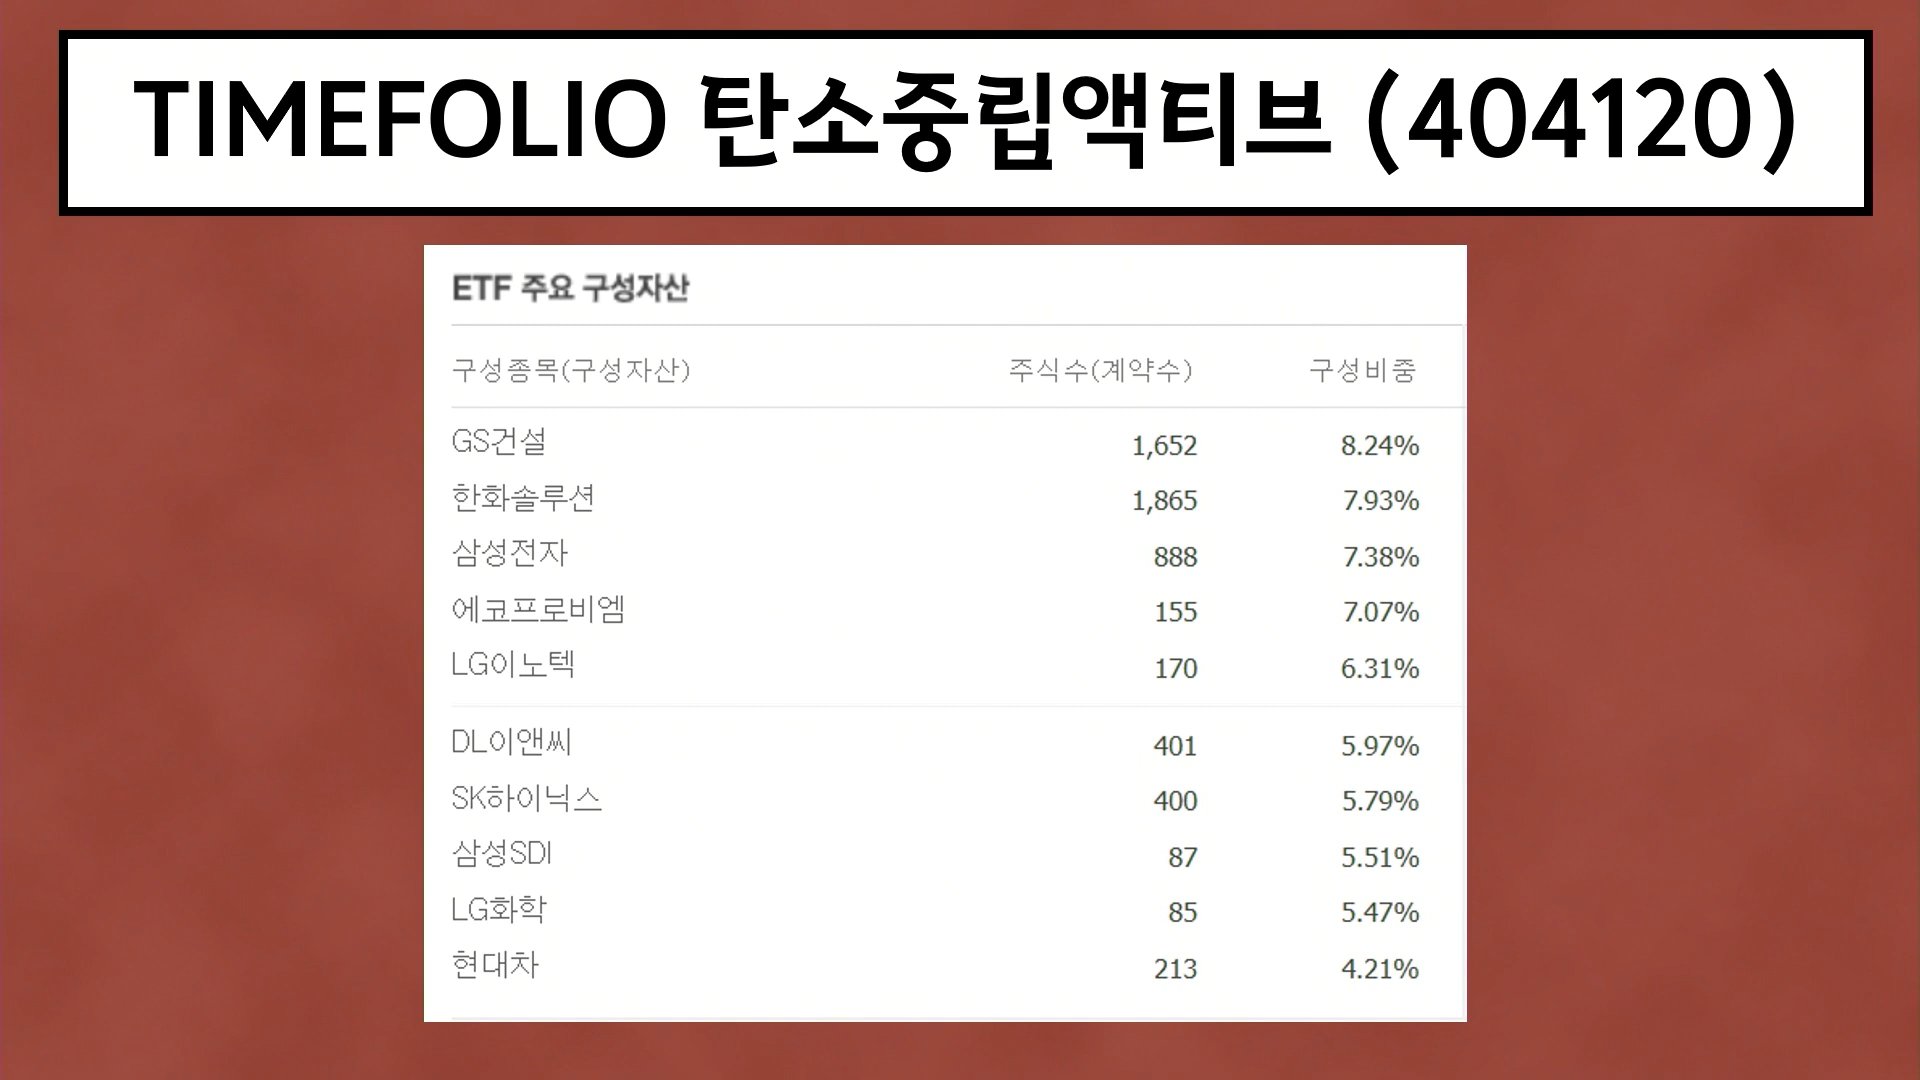 TIMEFOLIO 탄소중립액티브 (404120)
ETF 주요 구성자산
구성종목(구성자산) 주식수(계약수) 구성비중
GS건설 1,652 8.24%
한화솔루션 1,865 7.93%
삼성전자 888 7.38%
에코프로비엠 155 7.07%
LG이노텍 170 6.31%
DL이앤씨 401 5.97%
SK하이닉스 400 5.79%
삼성SDI 87 5.51%
LG화학 85 5.47%
현대차 213 4.21%